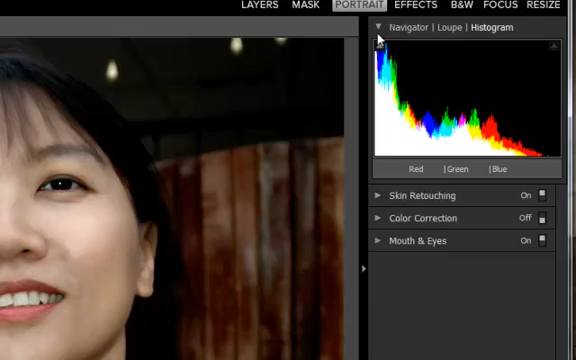 LAYERS MASK PORTRAIT EFFECTS B&W FOCUS RESIZE
Navigator | Loupe | Histogram
Red |Green |Blue
Skin Retouching On
Color Correction Off
Mouth & Eyes On